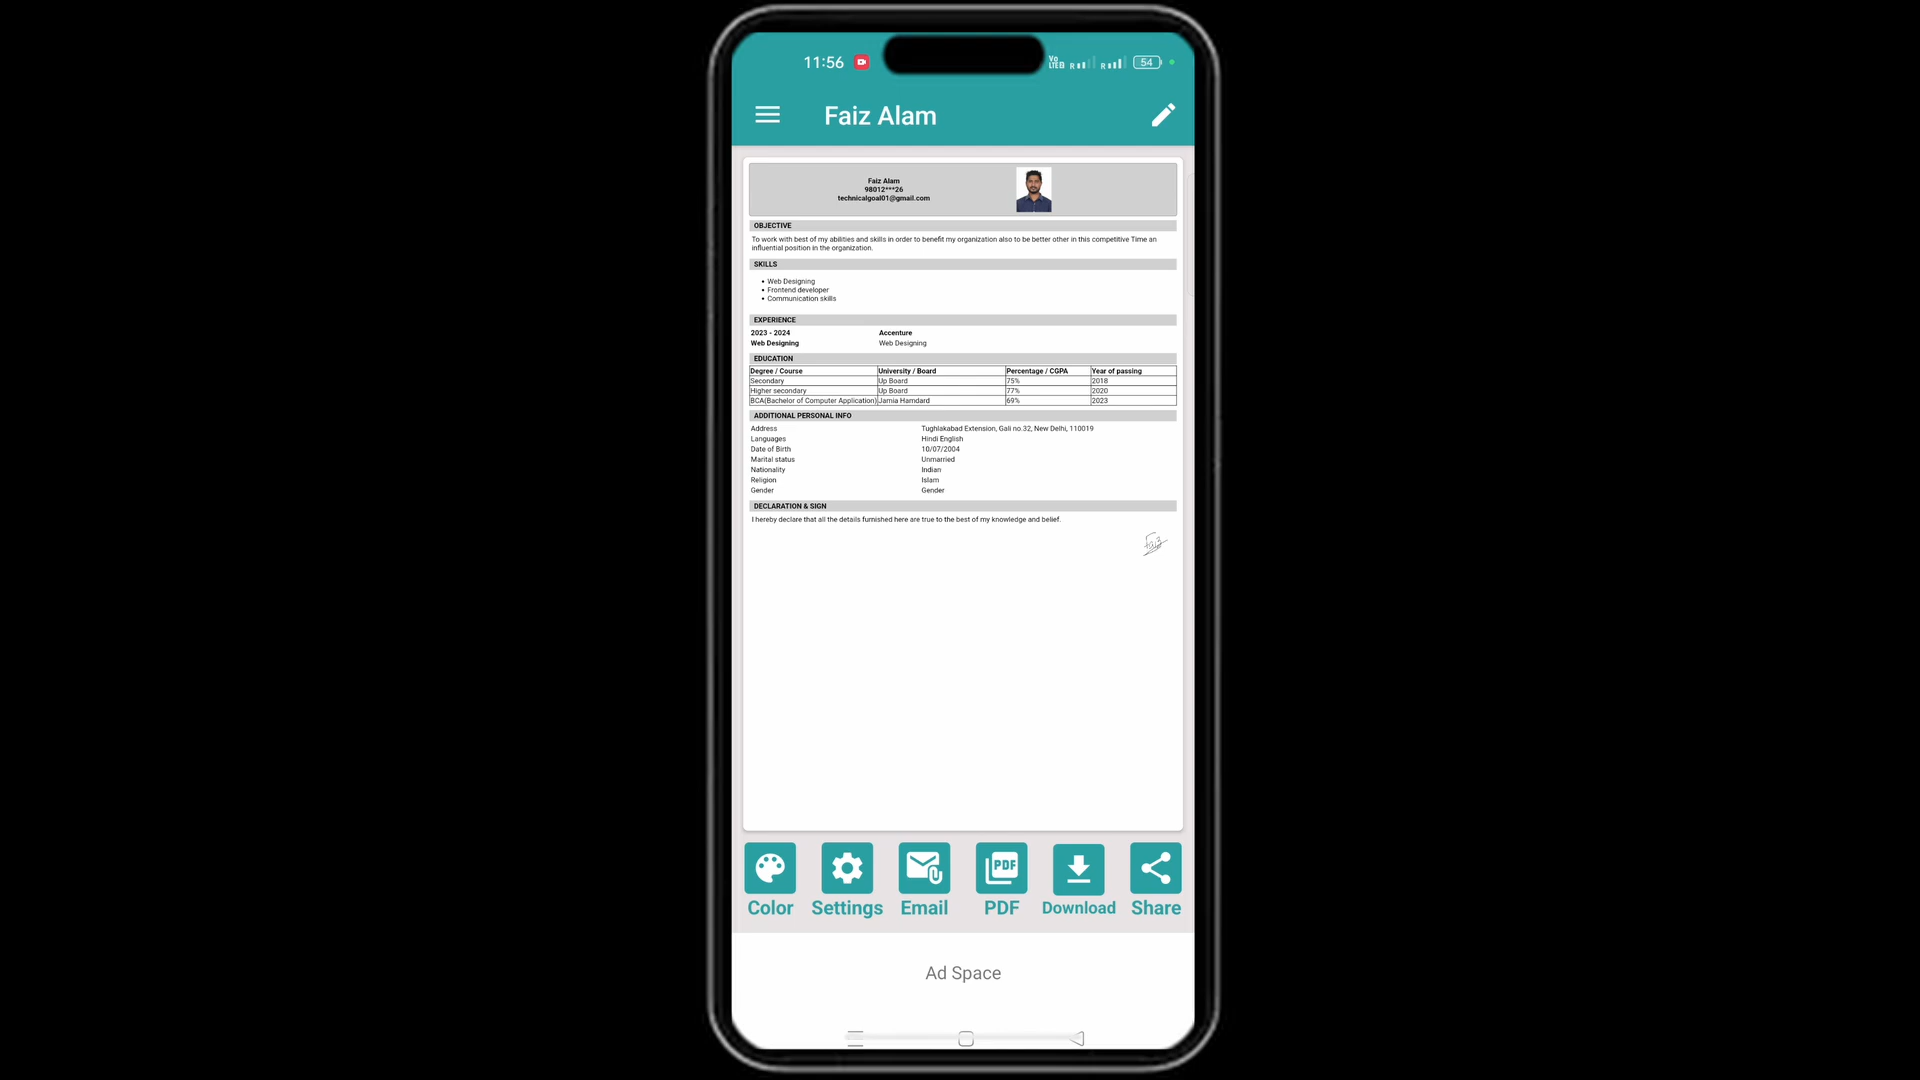 11:56
Vo LTE2 R R 54
Faiz Alam
Faiz Alam
98012***26
technicalgoal01@gmail.com
OBJECTIVE
To work with best of my abilities and skills in order to benefit my organization also to be better other in this competitive Time an
influential position in the organization.
SKILLS
• Web Designing
• Frontend developer
• Communication skills
EXPERIENCE
2023 - 2024 Accenture
Web Designing Web Designing
EDUCATION
Degree / Course University / Board Percentage / CGPA Year of passing
Secondary Up Board 75% 2018
Higher secondary Up Board 77% 2020
BCA(Bachelor of Computer Application) Jamia Hamdard 69% 2023
ADDITIONAL PERSONAL INFO
Address Tughlakabad Extension, Gali no.32, New Delhi, 110019
Languages Hindi English
Date of Birth 10/07/2004
Marital status Unmarried
Nationality Indian
Religion Islam
Gender Gender
DECLARATION & SIGN
I hereby declare that all the details furnished here are true to the best of my knowledge and belief.
Faiz
PDF
Color Settings Email PDF Download Share
Ad Space